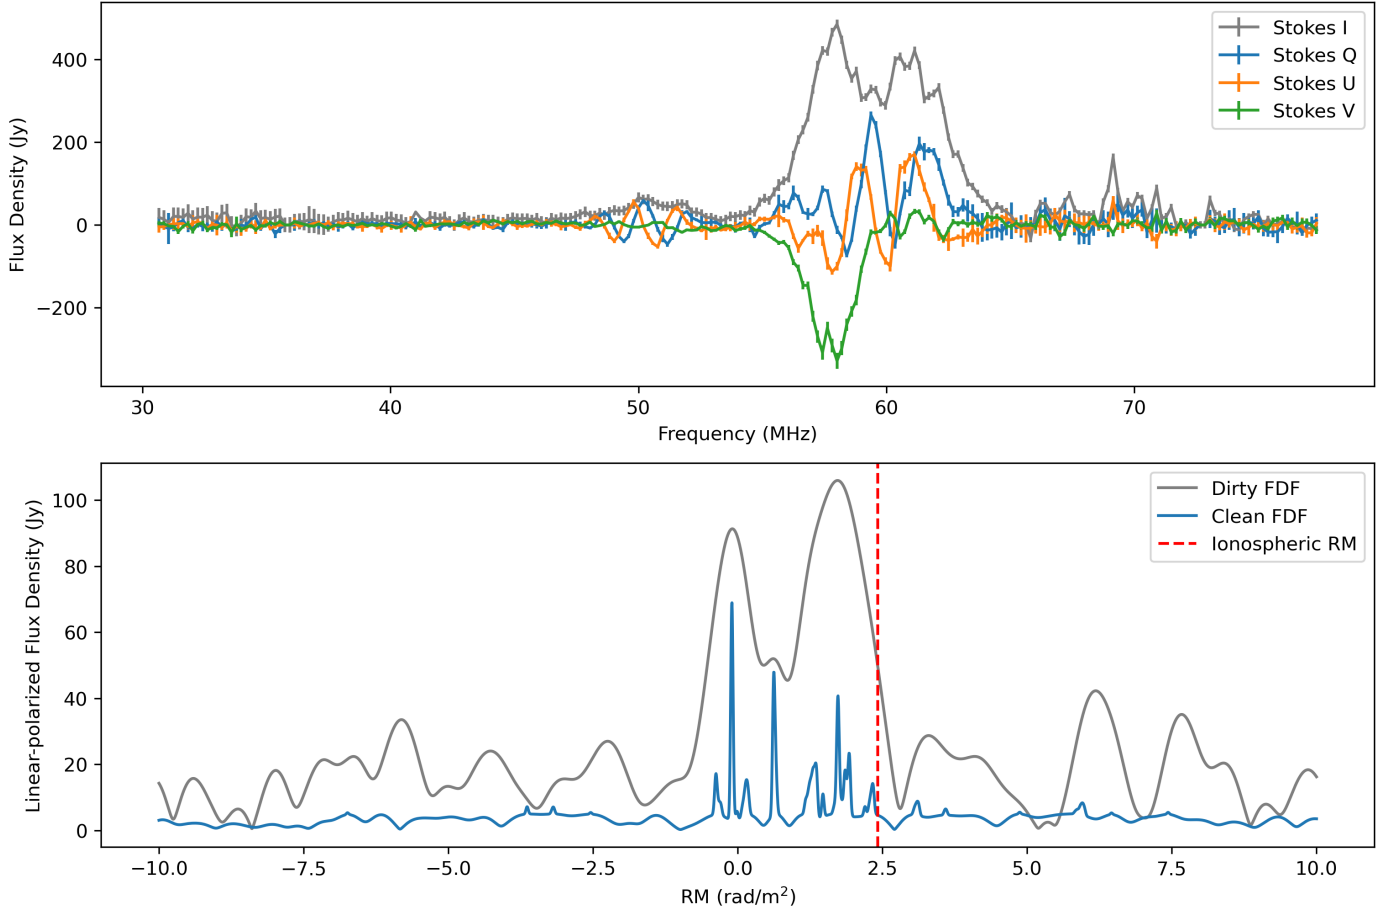 Flux Density (Jy)
400
200
0
−200
Stokes I
Stokes Q
Stokes U
Stokes V
30 40 50 60 70
Frequency (MHz)
Linear-polarized Flux Density (Jy)
100
80
60
40
20
0
Dirty FDF
Clean FDF
Ionospheric RM
−10.0 −7.5 −5.0 −2.5 0.0 2.5 5.0 7.5 10.0
RM (rad/m²)